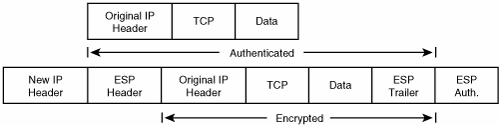 Original IP Header TCP Data
Authenticated
New IP Header ESP Header Original IP Header TCP Data ESP Trailer ESP Auth.
Encrypted